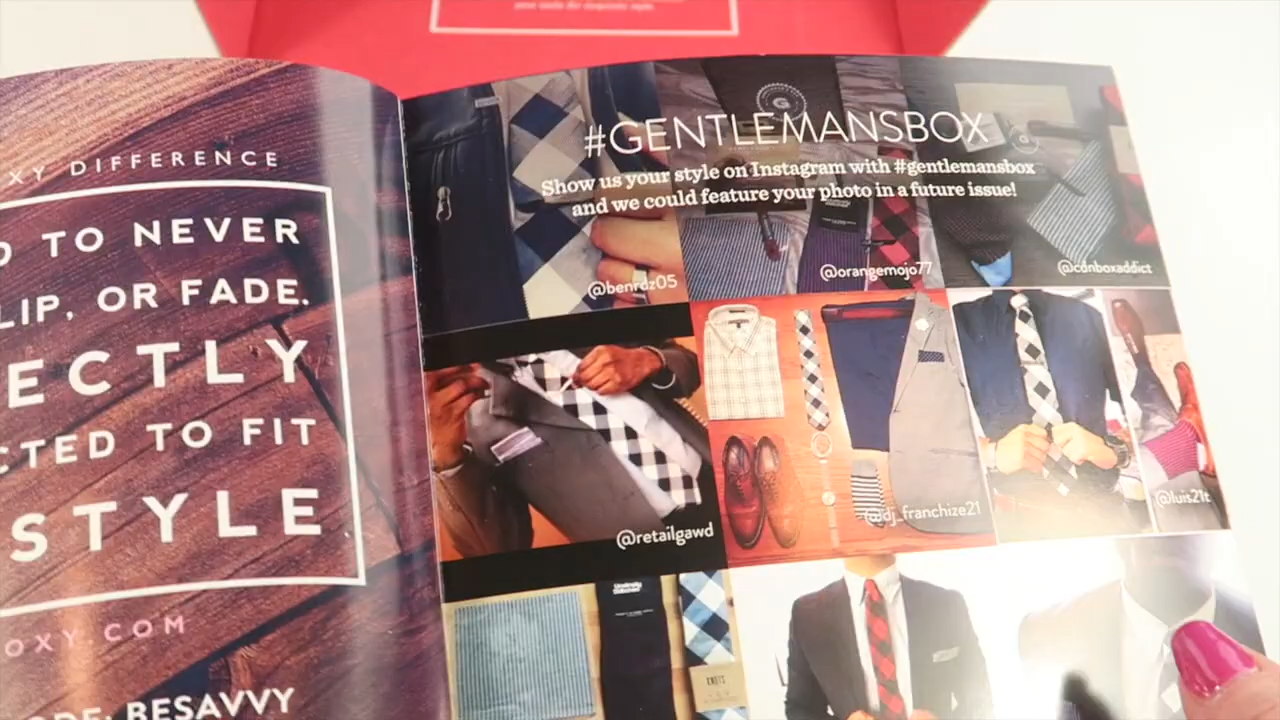 XY DIFFERENCE
TO NEVER
LIP, OR FADE.
ECTLY
CTED TO FIT
STYLE
OXY.COM
BESAVVY
#GENTLEMANSBOX
Show us your style on Instagram with #gentlemansbox
and we could feature your photo in a future issue!
@benrdz05
@orangemojo77
@cdnboxaddict
G
@retailgawd
@dj_franchize21
@luis21t